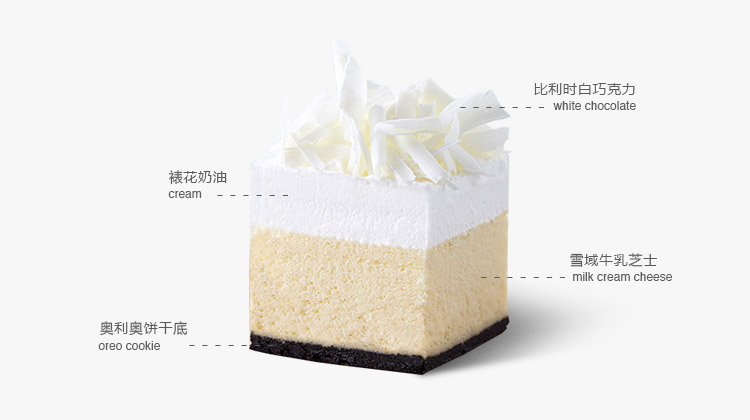 比利时白巧克力
white chocolate
裱花奶油
cream
雪域牛乳芝士
milk cream cheese
奥利奥饼干底
oreo cookie